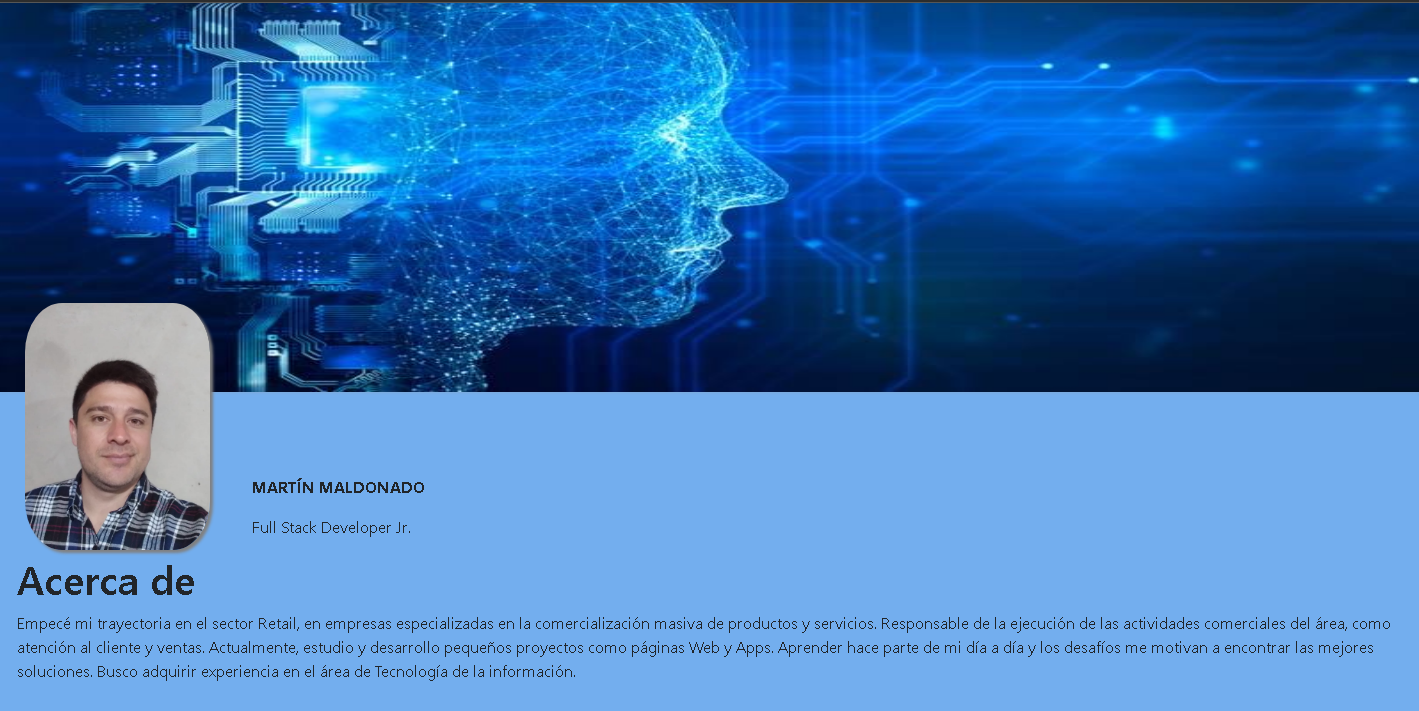 MARTÍN MALDONADO
Full Stack Developer Jr.
Acerca de
Empecé mi trayectoria en el sector Retail, en empresas especializadas en la comercialización masiva de productos y servicios. Responsable de la ejecución de las actividades comerciales del área, como
atención al cliente y ventas. Actualmente, estudio y desarrollo pequeños proyectos como páginas Web y Apps. Aprender hace parte de mi día a día y los desafíos me motivan a encontrar las mejores
soluciones. Busco adquirir experiencia en el área de Tecnología de la información.